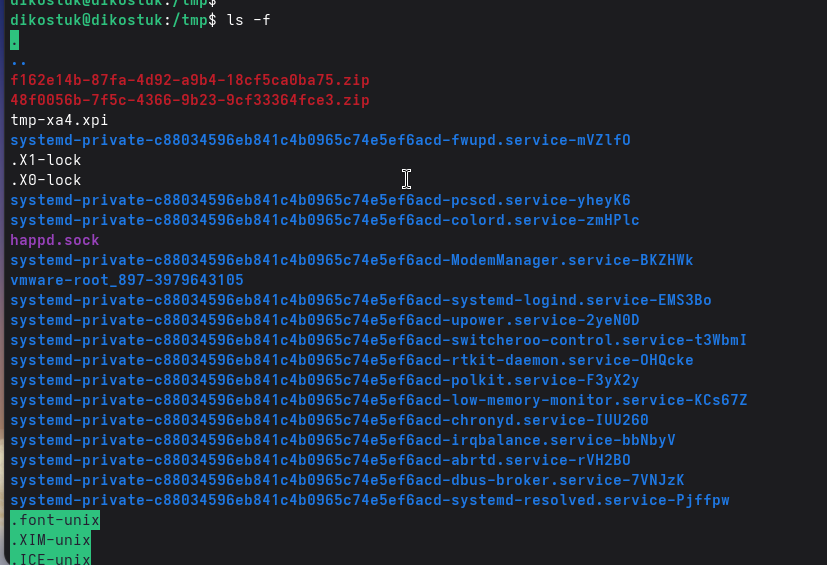 dikostuk@dikostuk:/tmp$
dikostuk@dikostuk:/tmp$ ls -f
.
..
f162e14b-87fa-4d92-a9b4-18cf5ca0ba75.zip
48f0056b-7f5c-4366-9b23-9cf33364fce3.zip
tmp-xa4.xpi
systemd-private-c88034596eb841c4b0965c74e5ef6acd-fwupd.service-mVZlfO
.X1-lock
.X0-lock
systemd-private-c88034596eb841c4b0965c74e5ef6acd-pcscd.service-yheyK6
systemd-private-c88034596eb841c4b0965c74e5ef6acd-colord.service-zmHPlc
happd.sock
systemd-private-c88034596eb841c4b0965c74e5ef6acd-ModemManager.service-BKZHWk
vmware-root_897-3979643105
systemd-private-c88034596eb841c4b0965c74e5ef6acd-systemd-logind.service-EMS3Bo
systemd-private-c88034596eb841c4b0965c74e5ef6acd-upower.service-2yeN0D
systemd-private-c88034596eb841c4b0965c74e5ef6acd-switcheroo-control.service-t3WbmI
systemd-private-c88034596eb841c4b0965c74e5ef6acd-rtkit-daemon.service-OHQcke
systemd-private-c88034596eb841c4b0965c74e5ef6acd-polkit.service-F3yX2y
systemd-private-c88034596eb841c4b0965c74e5ef6acd-low-memory-monitor.service-KCs67Z
systemd-private-c88034596eb841c4b0965c74e5ef6acd-chronyd.service-IUU260
systemd-private-c88034596eb841c4b0965c74e5ef6acd-irqbalance.service-bbNbyV
systemd-private-c88034596eb841c4b0965c74e5ef6acd-abrtd.service-rVH2BO
systemd-private-c88034596eb841c4b0965c74e5ef6acd-dbus-broker.service-7VNJzK
systemd-private-c88034596eb841c4b0965c74e5ef6acd-systemd-resolved.service-Pjffpw
.font-unix
.XIM-unix
.ICE-unix